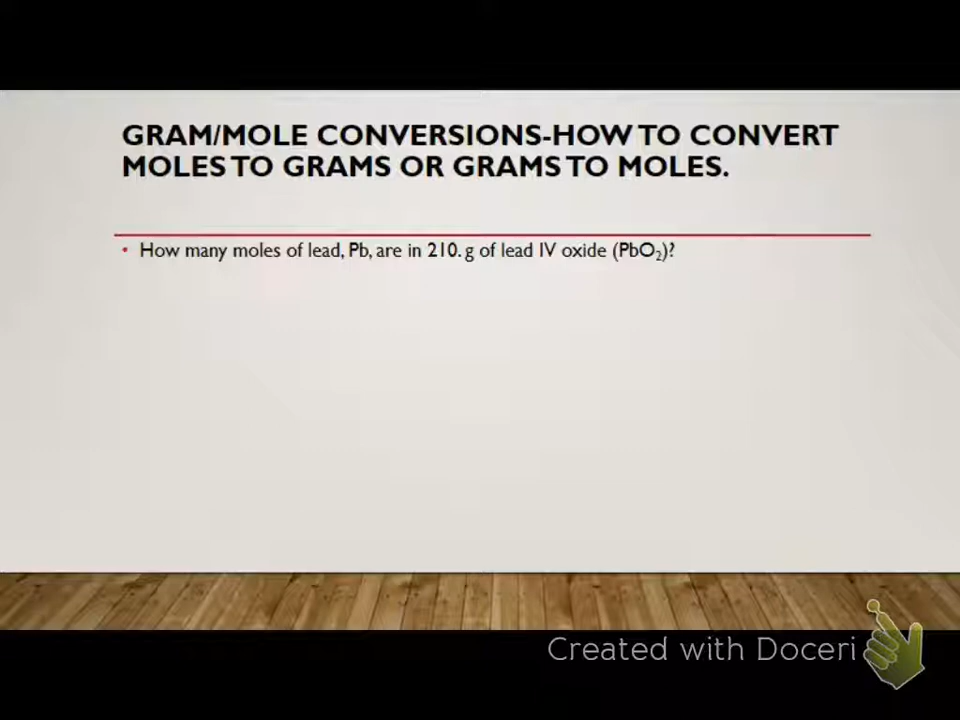 GRAM/MOLE CONVERSIONS-HOW TO CONVERT
MOLES TO GRAMS OR GRAMS TO MOLES.
• How many moles of lead, Pb, are in 210. g of lead IV oxide (PbO₂)?
Created with Doceri